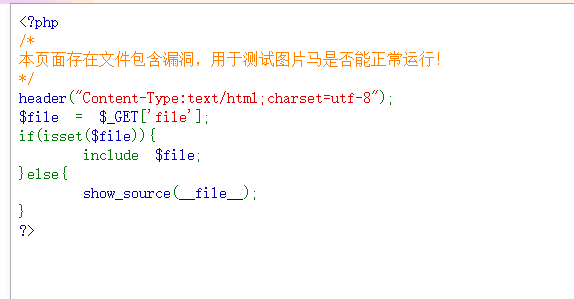 <?php
/*
本页面存在文件包含漏洞，用于测试图片马是否能正常运行！
*/
header("Content-Type:text/html;charset=utf-8");
$file  =  $_GET['file'];
if(isset($file)){
        include  $file;
}else{
        show_source(__file__);
}
?>